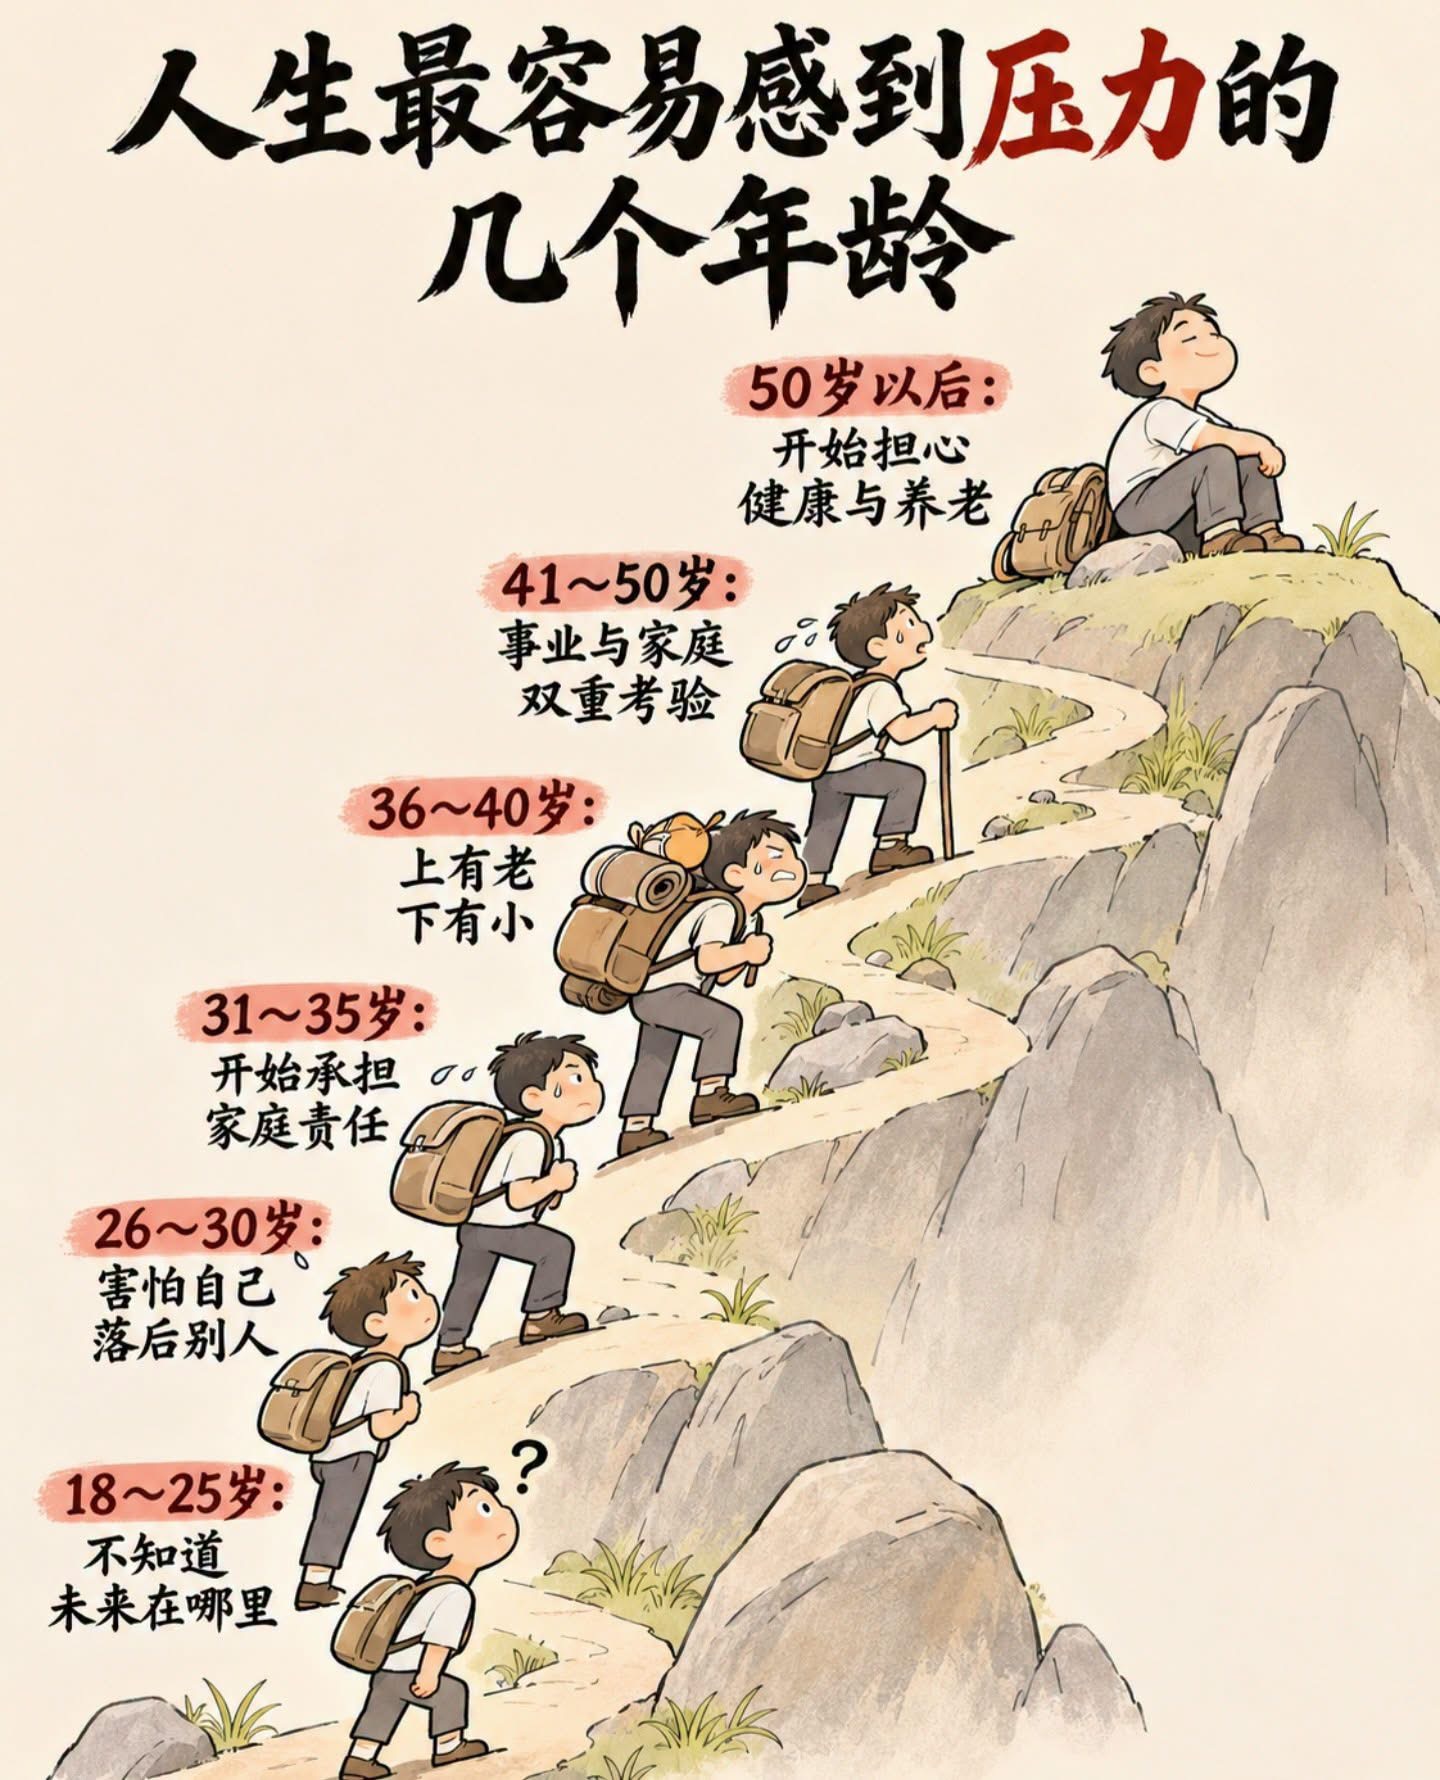 人生最容易感到压力的
几个年龄
50岁以后：
开始担心
健康与养老
41～50岁：
事业与家庭
双重考验
36～40岁：
上有老
下有小
31～35岁：
开始承担
家庭责任
26～30岁：
害怕自己
落后别人
?
18～25岁：
不知道
未来在哪里